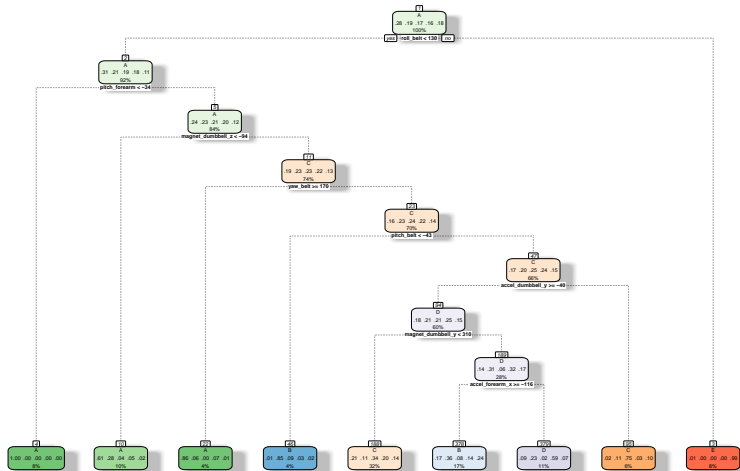 1
A
.28 .19 .17 .16 .18
100%
yes roll_belt < 130 no
2
A
.31 .21 .19 .18 .11
92%
pitch_forearm < −34
5
A
.24 .23 .21 .20 .12
84%
magnet_dumbbell_z < −94
11
C
.19 .23 .23 .22 .13
74%
yaw_belt >= 170
23
C
.16 .23 .24 .22 .14
70%
pitch_belt < −43
47
C
.17 .20 .25 .24 .15
66%
accel_dumbbell_y >= −40
94
D
.18 .21 .21 .25 .15
60%
magnet_dumbbell_y < 310
189
D
.14 .31 .06 .32 .17
28%
accel_forearm_x >= −116
4 10 22 46 188 378 379 95 3
A A A B C B D C E
1.00 .00 .00 .00 .00 .61 .28 .04 .05 .02 .86 .06 .00 .07 .01 .01 .85 .09 .03 .02 .21 .11 .34 .20 .14 .17 .36 .08 .14 .24 .09 .23 .02 .59 .07 .02 .11 .75 .03 .10 .01 .00 .00 .00 .99
8% 10% 4% 4% 32% 17% 11% 6% 8%